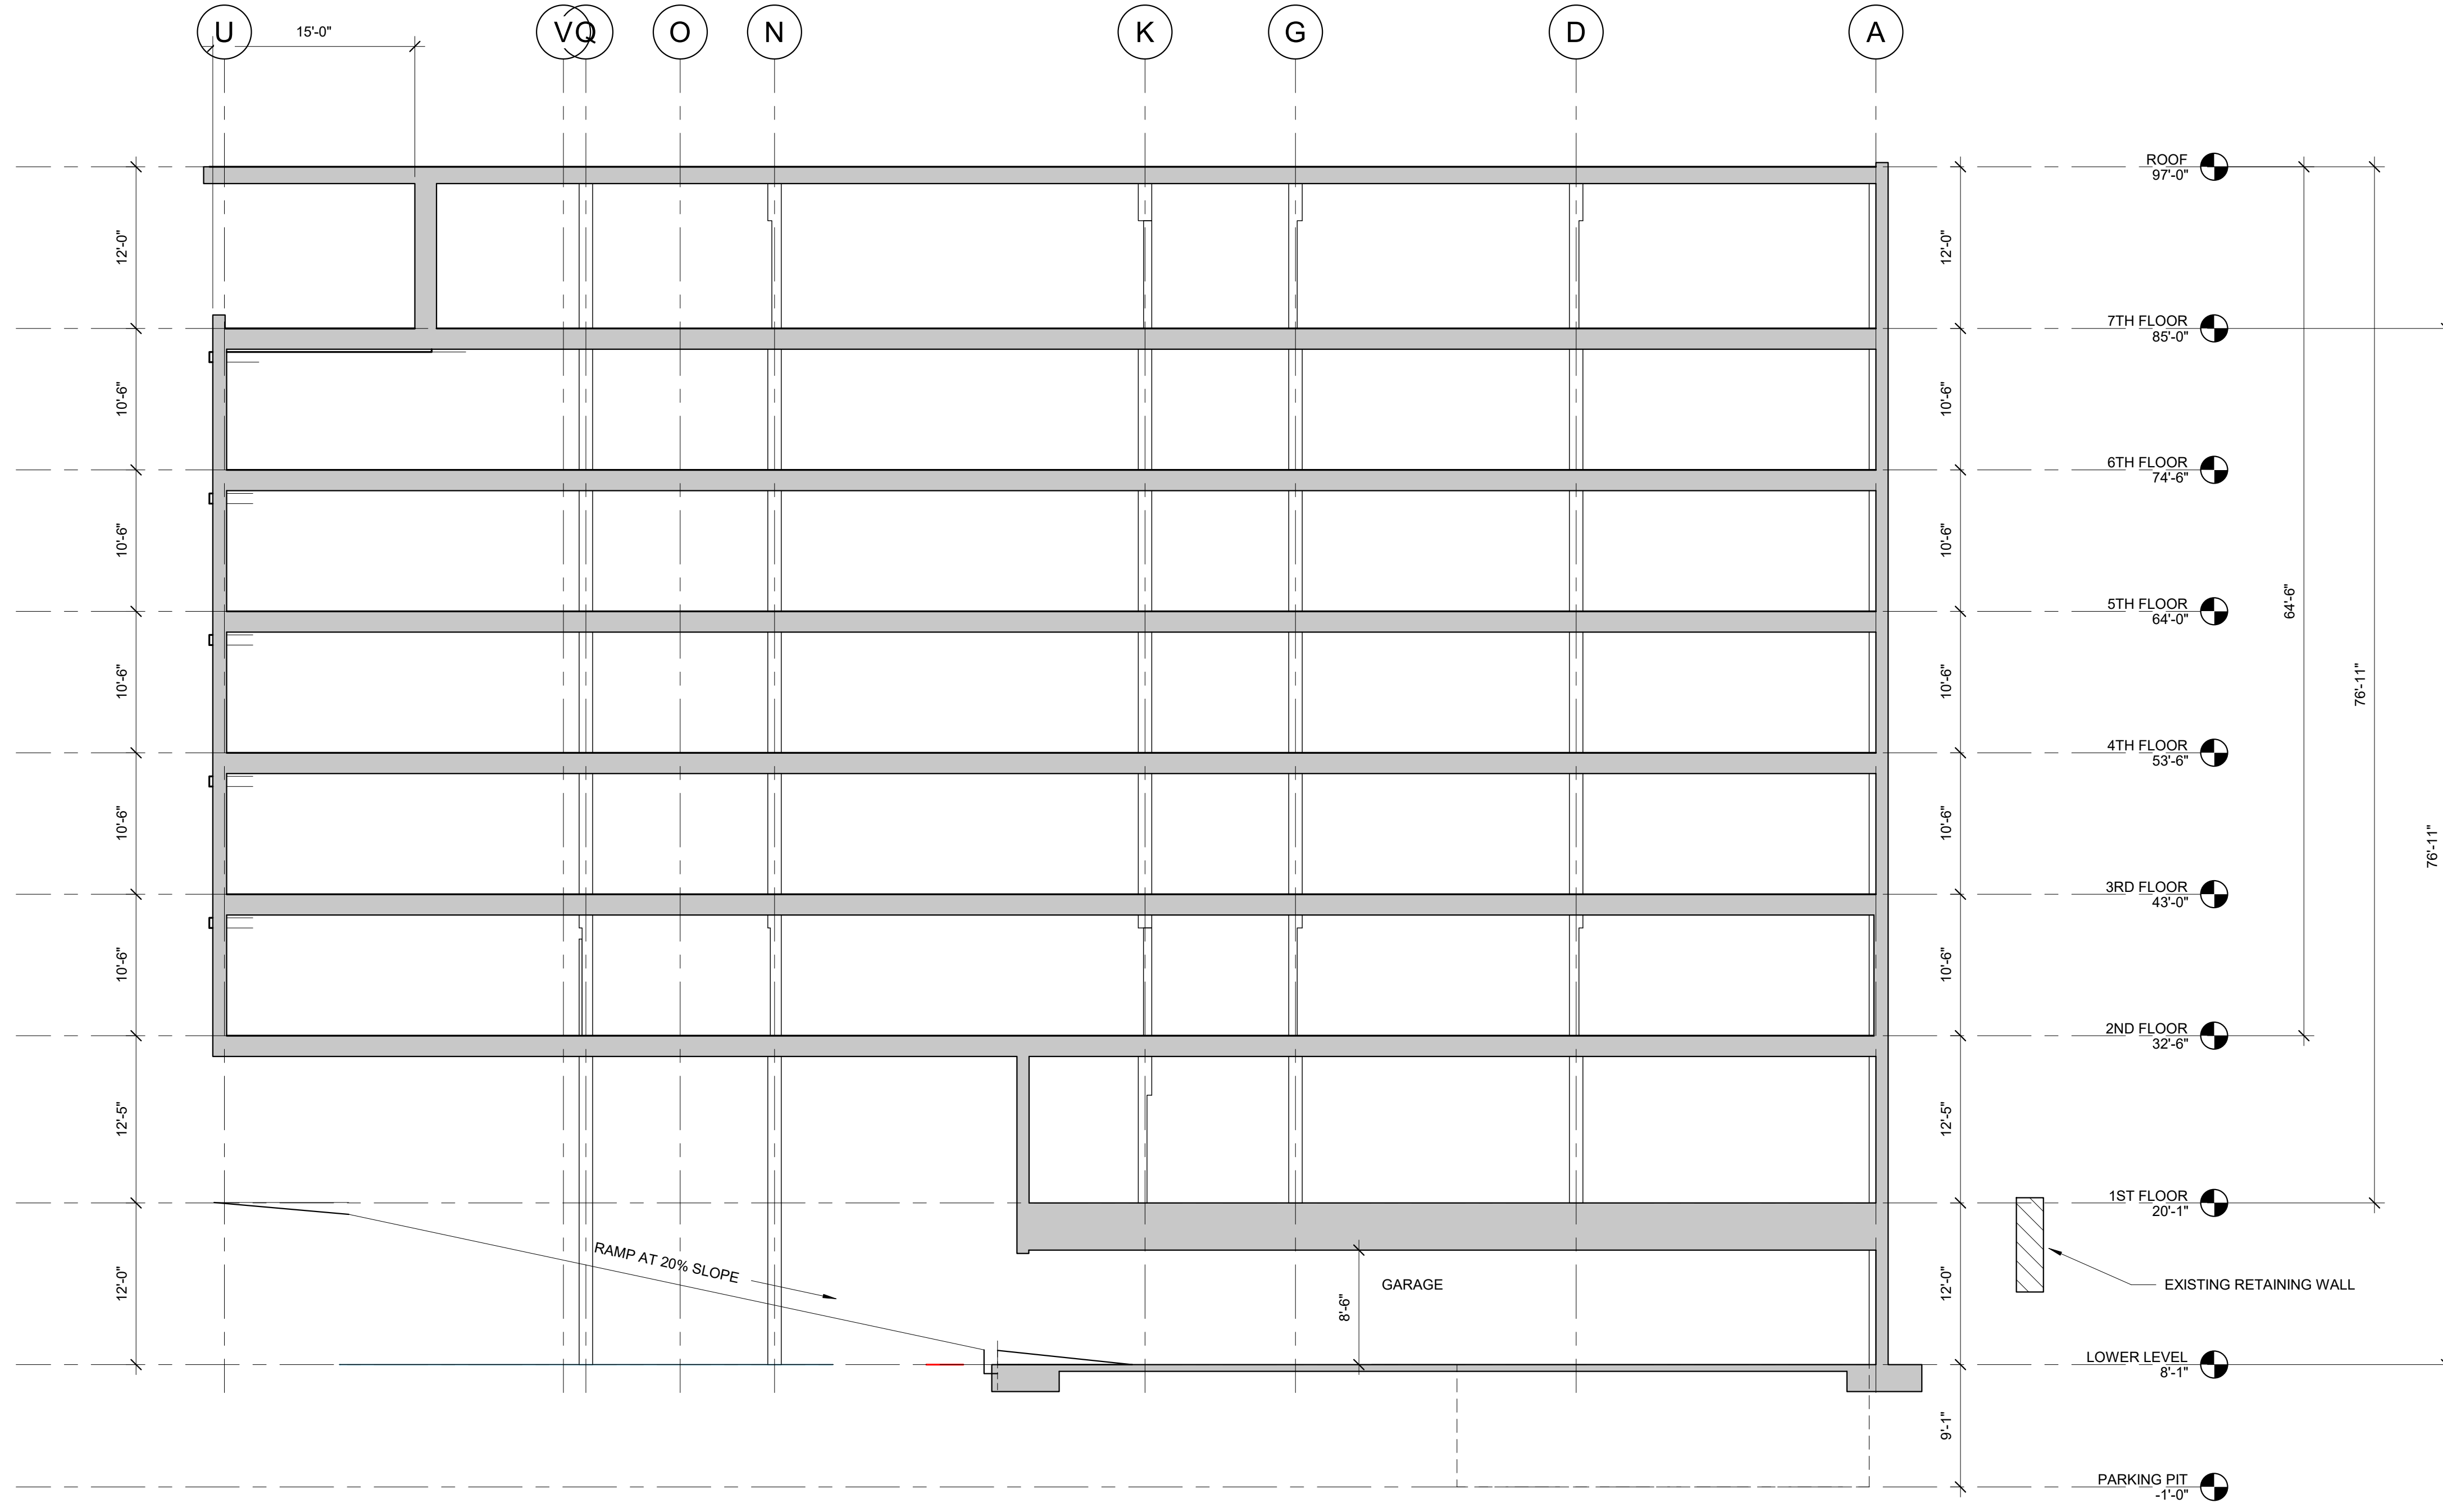 U
15'-0"
V
Q
O
N
K
G
D
A
ROOF
97'-0"
12'-0"
12'-0"
7TH FLOOR
85'-0"
10'-6"
10'-6"
6TH FLOOR
74'-6"
10'-6"
10'-6"
5TH FLOOR
64'-0"
64'-6"
10'-6"
10'-6"
76'-11"
4TH FLOOR
53'-6"
10'-6"
10'-6"
76'-11"
3RD FLOOR
43'-0"
10'-6"
10'-6"
2ND FLOOR
32'-6"
12'-5"
12'-5"
1ST FLOOR
20'-1"
RAMP AT 20% SLOPE
12'-0"
8'-6"
GARAGE
12'-0"
EXISTING RETAINING WALL
LOWER LEVEL
8'-1"
9'-1"
PARKING PIT
-1'-0"